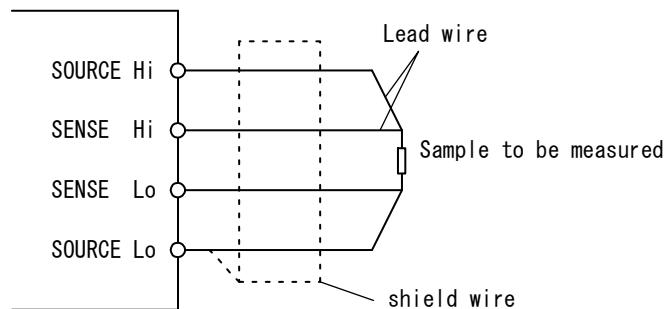 Lead wire
SOURCE Hi
SENSE Hi
Sample to be measured
SENSE Lo
SOURCE Lo
shield wire